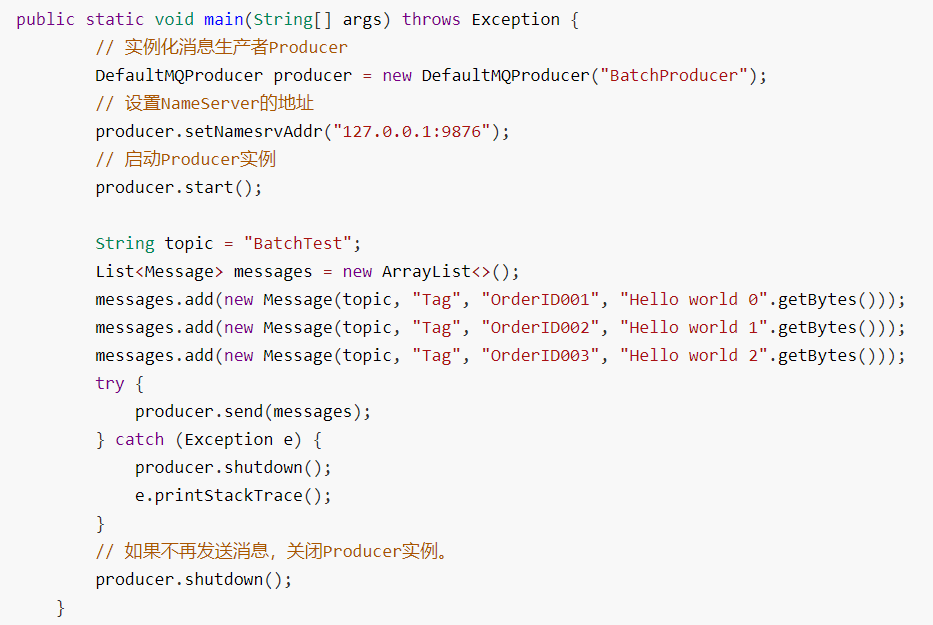 public static void main(String[] args) throws Exception {
        // 实例化消息生产者Producer
        DefaultMQProducer producer = new DefaultMQProducer("BatchProducer");
        // 设置NameServer的地址
        producer.setNamesrvAddr("127.0.0.1:9876");
        // 启动Producer实例
        producer.start();

        String topic = "BatchTest";
        List<Message> messages = new ArrayList<>();
        messages.add(new Message(topic, "Tag", "OrderID001", "Hello world 0".getBytes()));
        messages.add(new Message(topic, "Tag", "OrderID002", "Hello world 1".getBytes()));
        messages.add(new Message(topic, "Tag", "OrderID003", "Hello world 2".getBytes()));
        try {
            producer.send(messages);
        } catch (Exception e) {
            producer.shutdown();
            e.printStackTrace();
        }
        // 如果不再发送消息，关闭Producer实例。
        producer.shutdown();
    }